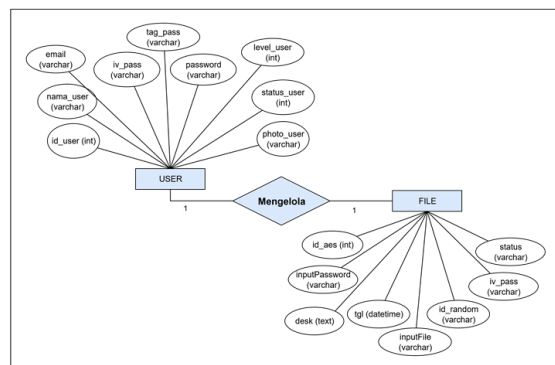 tag_pass
(varchar)
email
(varchar)
iv_pass
(varchar)
password
(varchar)
level_user
(int)
nama_user
(varchar)
status_user
(int)
id_user (int)
photo_user
(varchar)
USER
Mengelola
FILE
1
1
id_aes (int)
status
(varchar)
inputPassword
(varchar)
iv_pass
(varchar)
desk (text)
tgl (datetime)
id_random
(varchar)
inputFile
(varchar)